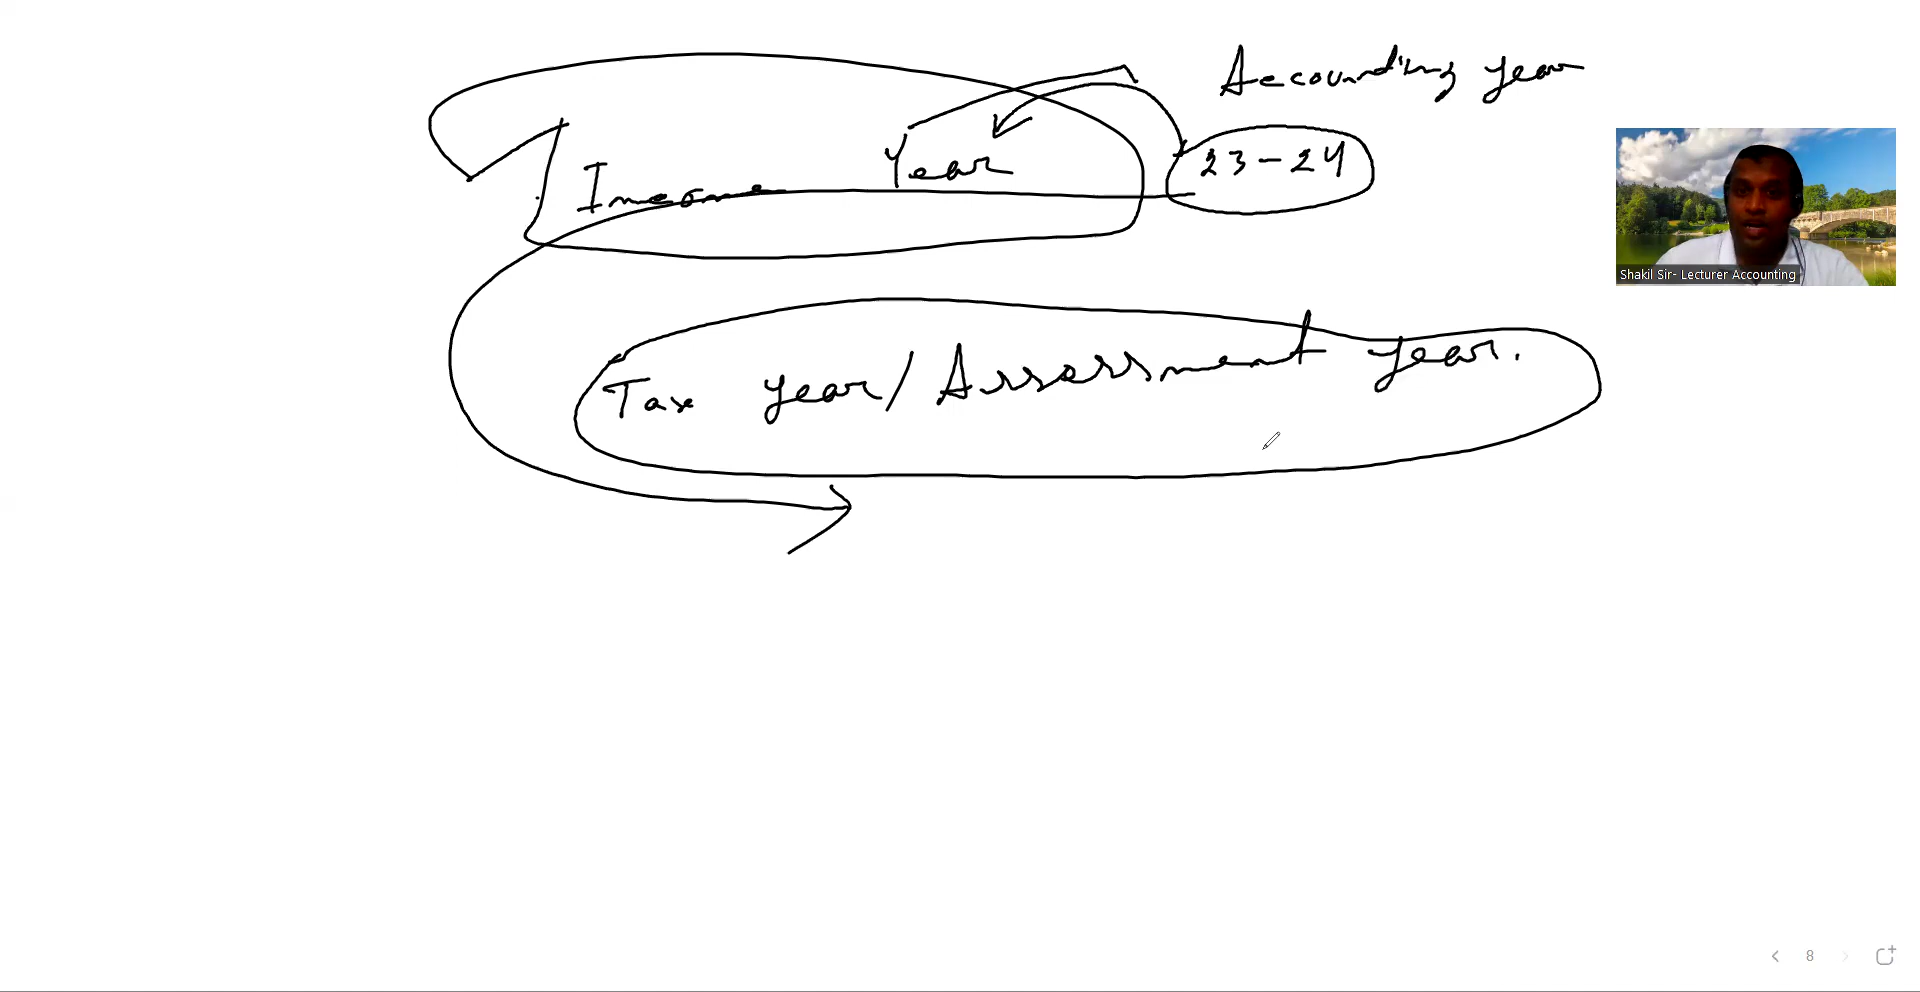 Accounting year
Income Year 23-24
Tax year/Assessment year.
Shakil Sir- Lecturer Accounting
8